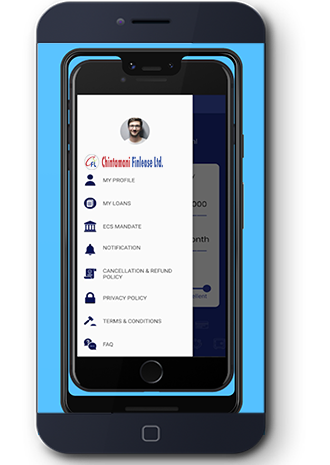 Chintamani Finlease Ltd.
MY PROFILE
MY LOANS
ECS MANDATE
NOTIFICATION
CANCELLATION & REFUND
POLICY
PRIVACY POLICY
TERMS & CONDITIONS
FAQ